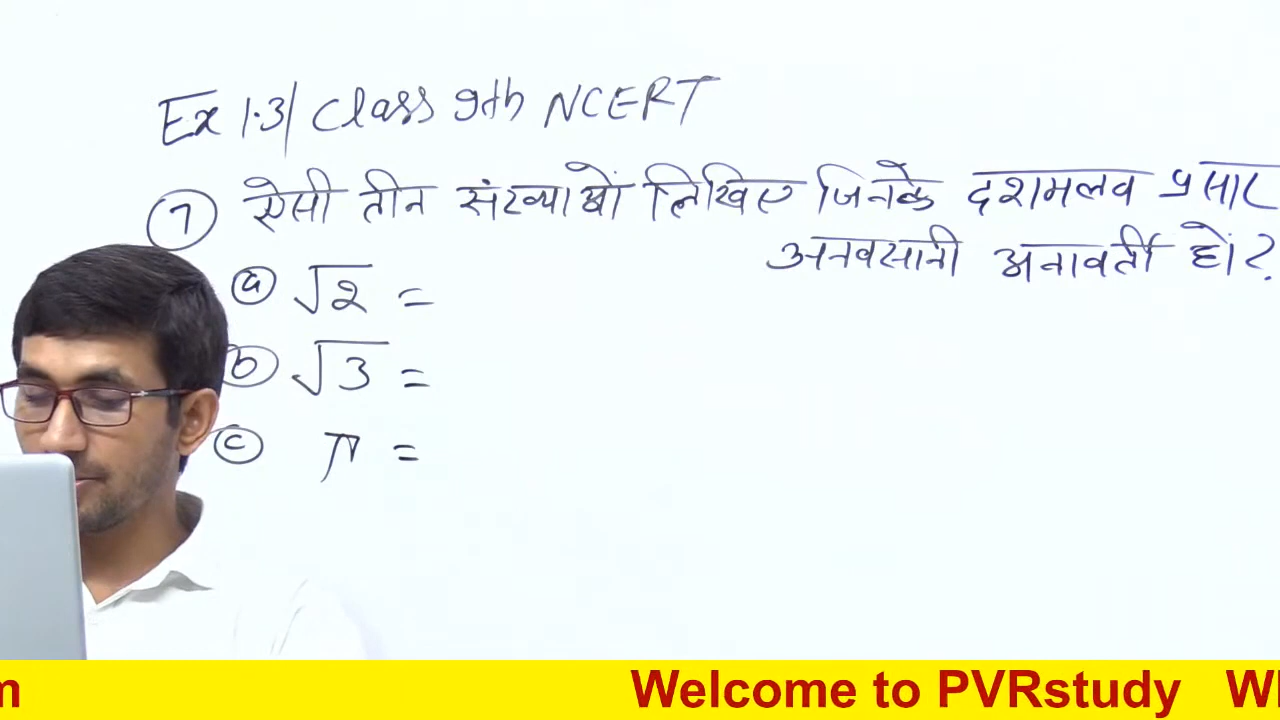 Ex 1.3/ Class 9th NCERT
7 ऐसी तीन संख्याओं लिखिए जिनके दशमलव प्रसार
अनवसानी अनावर्ती हों?
a √2 =
b √3 =
c π =
Welcome to PVRstudy